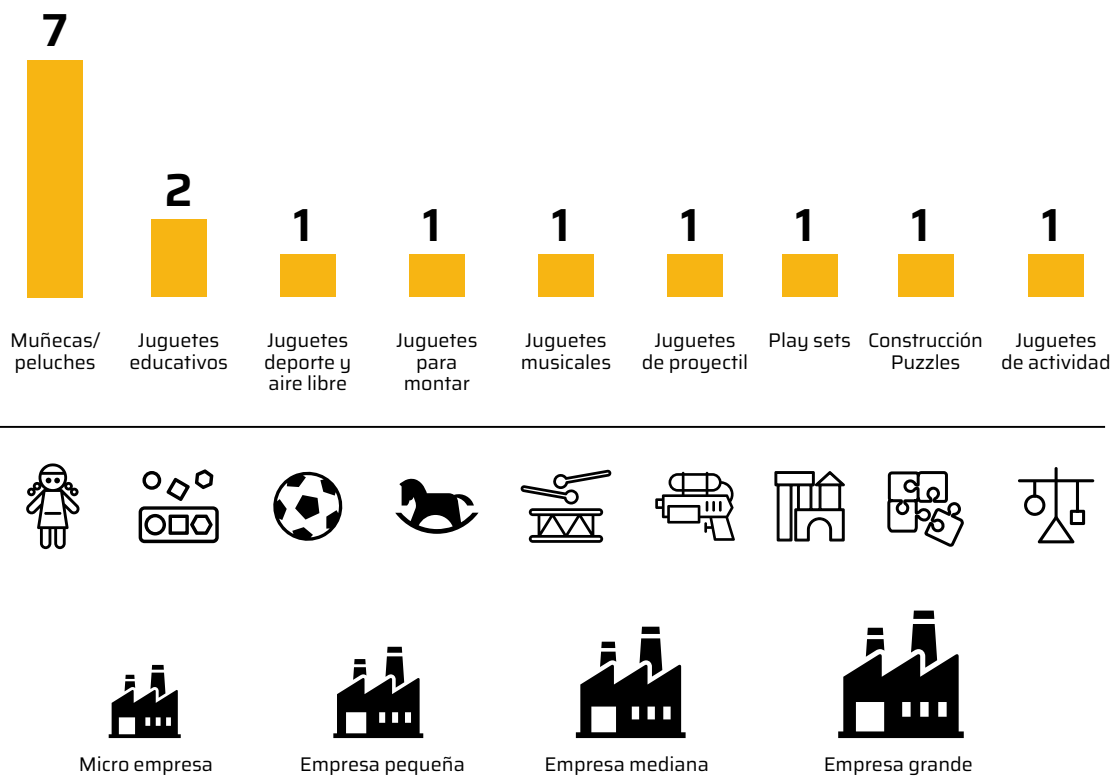 7
2
1
1
1
1
1
1
1
Muñecas/
peluches
Juguetes
educativos
Juguetes
deporte y
aire libre
Juguetes
para
montar
Juguetes
musicales
Juguetes
de proyectil
Play sets
Construcción
Puzzles
Juguetes
de actividad
Micro empresa
Empresa pequeña
Empresa mediana
Empresa grande